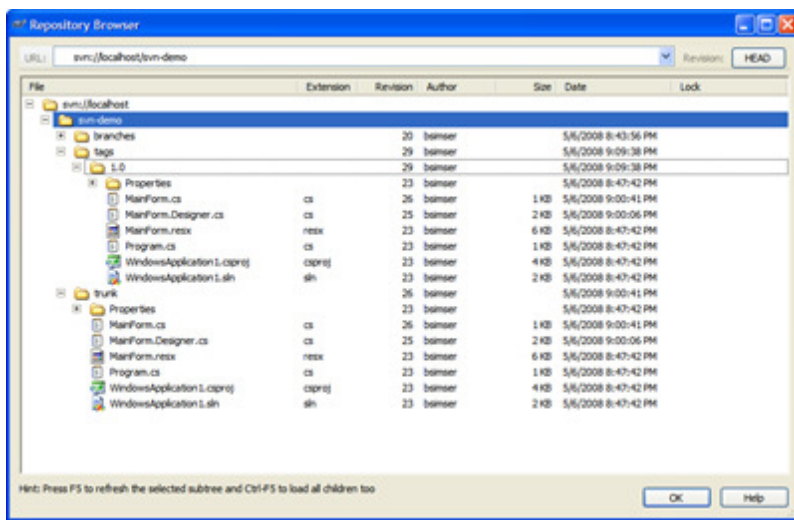 Repository Browser
URL: svn://localhost/svn-demo Revision: HEAD
File Extension Revision Author Size Date Lock
svn://localhost
svn-demo
branches 20 bsimser 5/6/2008 8:43:56 PM
tags 29 bsimser 5/6/2008 9:09:38 PM
1.0 29 bsimser 5/6/2008 9:09:38 PM
Properties 23 bsimser 5/6/2008 8:47:42 PM
MainForm.cs cs 26 bsimser 1 KB 5/6/2008 9:00:41 PM
MainForm.Designer.cs cs 25 bsimser 2 KB 5/6/2008 9:00:06 PM
MainForm.resx resx 23 bsimser 6 KB 5/6/2008 8:47:42 PM
Program.cs cs 23 bsimser 1 KB 5/6/2008 8:47:42 PM
WindowsApplication1.csproj csproj 23 bsimser 4 KB 5/6/2008 8:47:42 PM
WindowsApplication1.sln sln 23 bsimser 2 KB 5/6/2008 8:47:42 PM
trunk 26 bsimser 5/6/2008 9:00:41 PM
Properties 23 bsimser 5/6/2008 8:47:42 PM
MainForm.cs cs 26 bsimser 1 KB 5/6/2008 9:00:41 PM
MainForm.Designer.cs cs 25 bsimser 2 KB 5/6/2008 9:00:06 PM
MainForm.resx resx 23 bsimser 6 KB 5/6/2008 8:47:42 PM
Program.cs cs 23 bsimser 1 KB 5/6/2008 8:47:42 PM
WindowsApplication1.csproj csproj 23 bsimser 4 KB 5/6/2008 8:47:42 PM
WindowsApplication1.sln sln 23 bsimser 2 KB 5/6/2008 8:47:42 PM
Hint: Press F5 to refresh the selected subtree and Ctrl-F5 to load all children too
OK Help